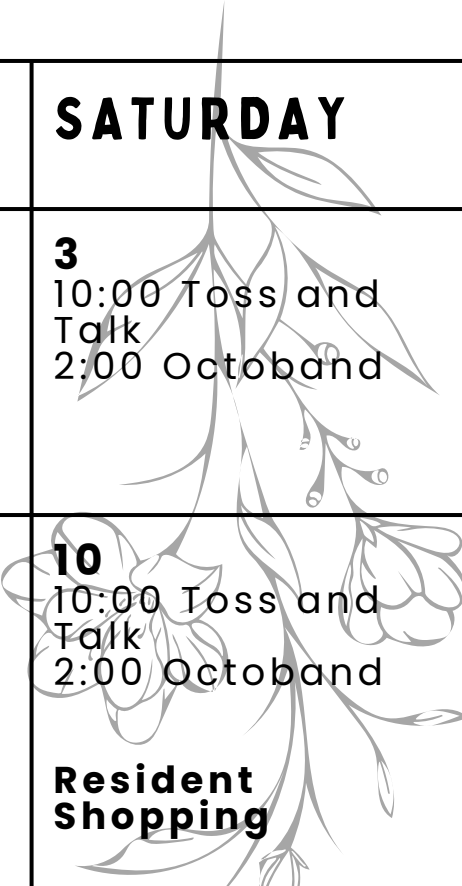 SATURDAY
3
10:00 Toss and
Talk
2:00 Octoband
10
10:00 Toss and
Talk
2:00 Octoband
Resident
Shopping